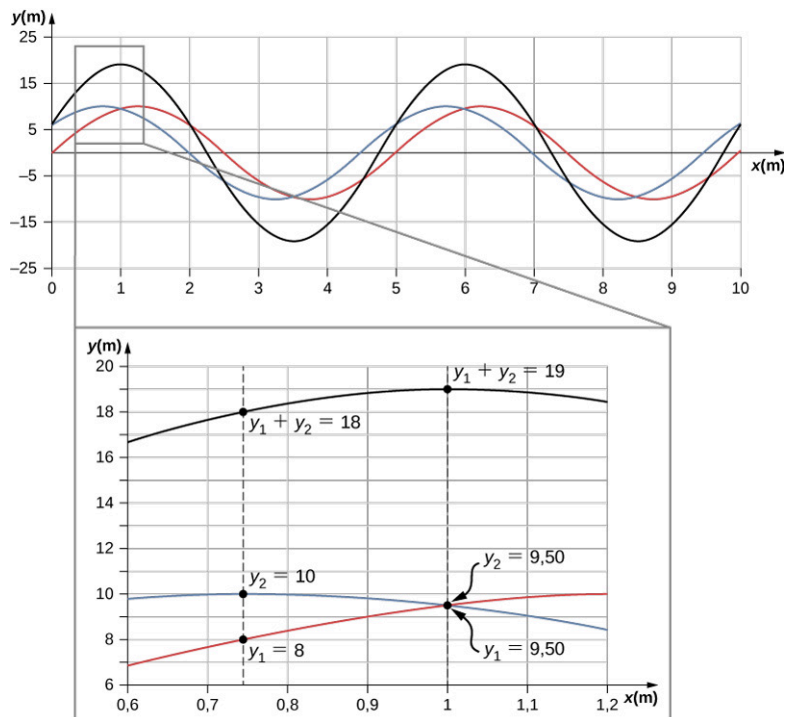 y(m)
25
15
5
0
−5
−15
−25
x(m)
0 1 2 3 4 5 6 7 8 9 10
y(m)
20
18
16
14
12
10
8
6
y₁ + y₂ = 19
y₁ + y₂ = 18
y₂ = 9,50
y₂ = 10
y₁ = 8
y₁ = 9,50
0,6 0,7 0,8 0,9 1 1,1 1,2 x(m)